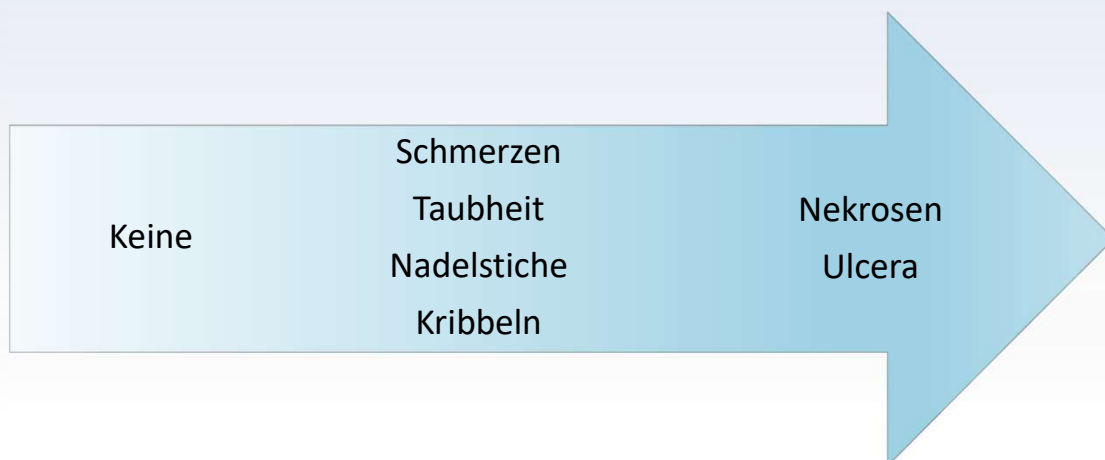 Keine
Schmerzen
Taubheit
Nadelstiche
Kribbeln
Nekrosen
Ulcera